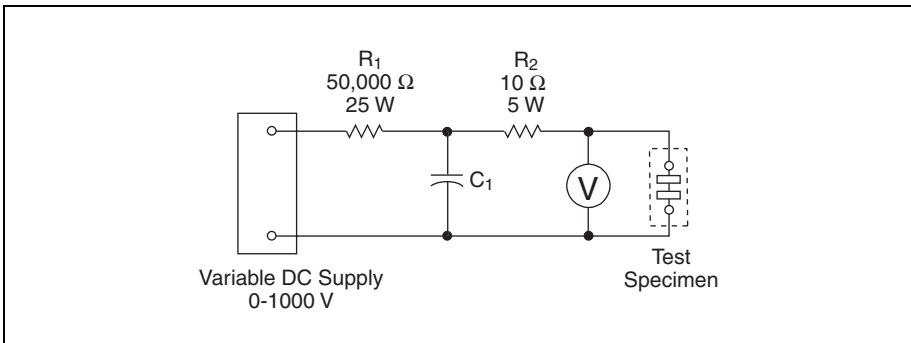 R1
50,000 Ω
25 W
R2
10 Ω
5 W
C1
V
Variable DC Supply
0-1000 V
Test
Specimen